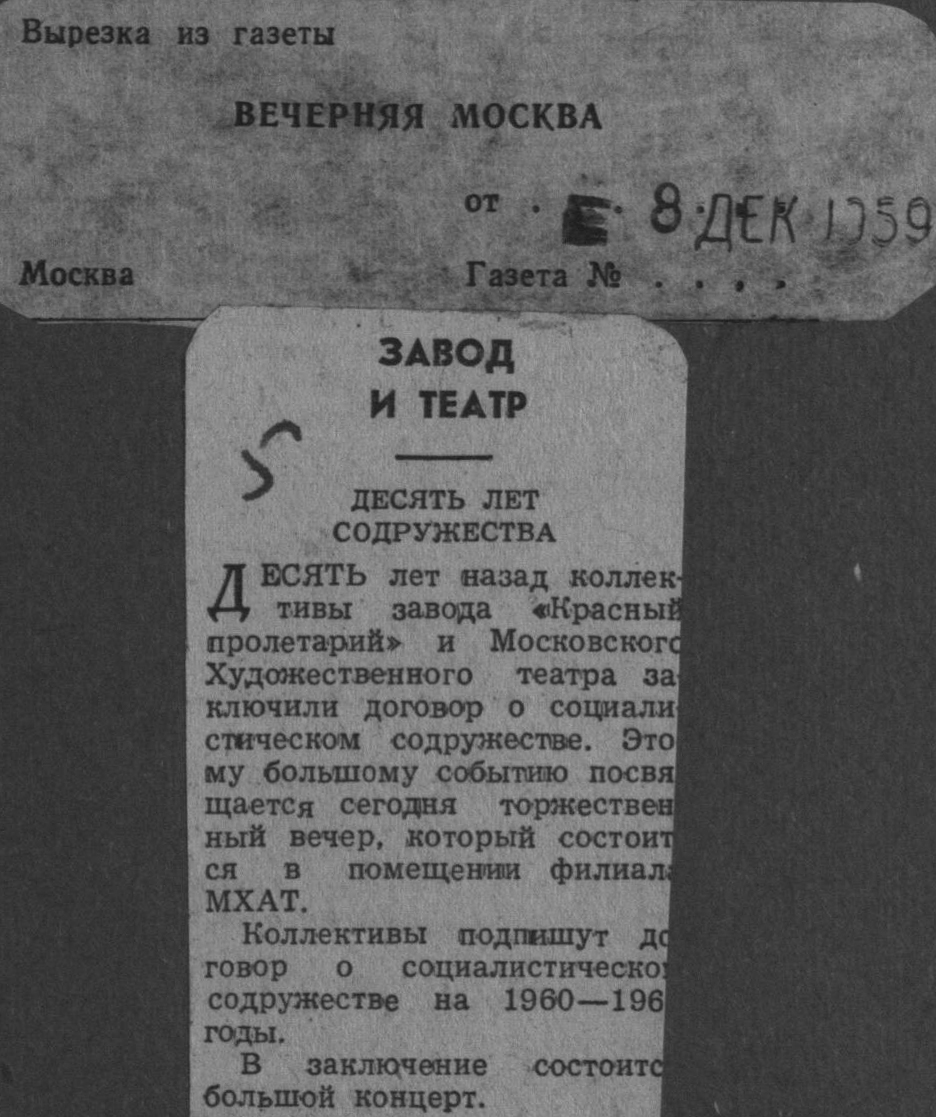 Вырезка из газеты
ВЕЧЕРНЯЯ МОСКВА
от . 8 ДЕК 1959
Москва Газета № . . . .
ЗАВОД
И ТЕАТР
5
ДЕСЯТЬ ЛЕТ
СОДРУЖЕСТВА
ДЕСЯТЬ лет назад коллек-
тивы завода «Красный
пролетарий» и Московского
Художественного театра за-
ключили договор о социали-
стическом содружестве. Это
му большому событию посвя
щается сегодня торжествен
ный вечер, который состоит
ся в помещении филиала
МХАТ.
Коллективы подпишут до
говор о социалистическо
содружестве на 1960—196
годы.
В заключение состоитс
большой концерт.